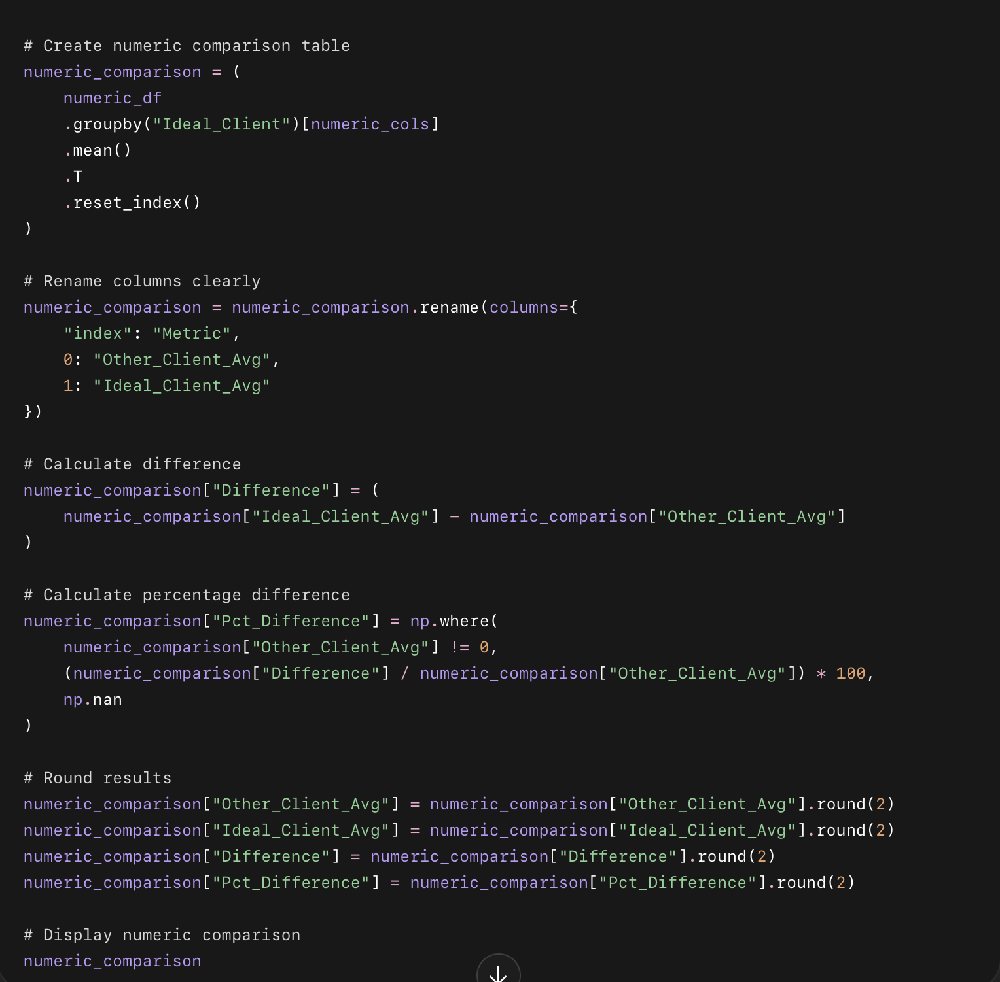 # Create numeric comparison table
numeric_comparison = (
    numeric_df
    .groupby("Ideal_Client")[numeric_cols]
    .mean()
    .T
    .reset_index()
)
# Rename columns clearly
numeric_comparison = numeric_comparison.rename(columns={
    "index": "Metric",
    0: "Other_Client_Avg",
    1: "Ideal_Client_Avg"
})
# Calculate difference
numeric_comparison["Difference"] = (
    numeric_comparison["Ideal_Client_Avg"] - numeric_comparison["Other_Client_Avg"]
)
# Calculate percentage difference
numeric_comparison["Pct_Difference"] = np.where(
    numeric_comparison["Other_Client_Avg"] != 0,
    (numeric_comparison["Difference"] / numeric_comparison["Other_Client_Avg"]) * 100,
    np.nan
)
# Round results
numeric_comparison["Other_Client_Avg"] = numeric_comparison["Other_Client_Avg"].round(2)
numeric_comparison["Ideal_Client_Avg"] = numeric_comparison["Ideal_Client_Avg"].round(2)
numeric_comparison["Difference"] = numeric_comparison["Difference"].round(2)
numeric_comparison["Pct_Difference"] = numeric_comparison["Pct_Difference"].round(2)
# Display numeric comparison
numeric_comparison